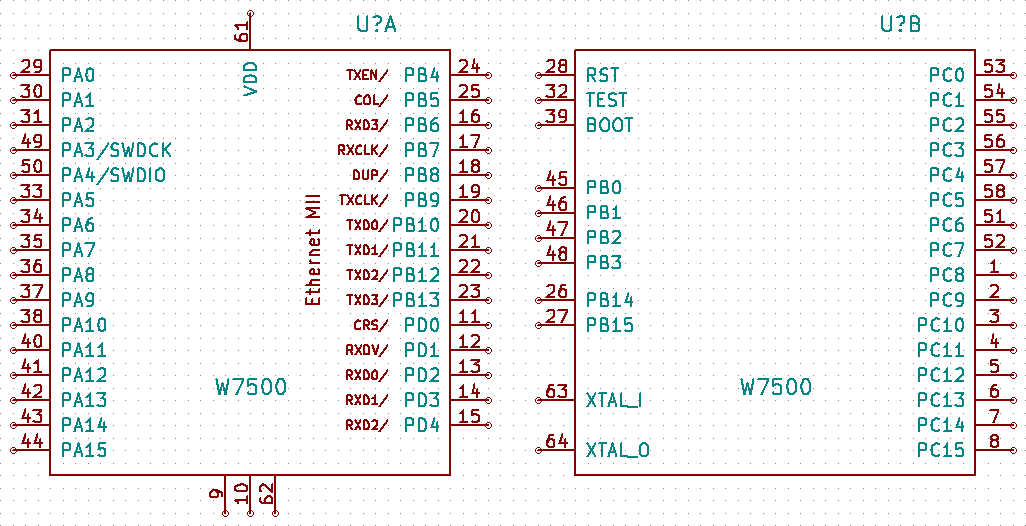 U?A
61
VDD
29 PA0
30 PA1
31 PA2
49 PA3/SWDCK
50 PA4/SWDIO
33 PA5
34 PA6
35 PA7
36 PA8
37 PA9
38 PA10
40 PA11
41 PA12
42 PA13
43 PA14
44 PA15
Ethernet MII
TXEN/ PB4 24
COL/ PB5 25
RXD3/ PB6 16
RXCLK/ PB7 17
DUP/ PB8 18
TXCLK/ PB9 19
TXD0/ PB10 20
TXD1/ PB11 21
TXD2/ PB12 22
TXD3/ PB13 23
CRS/ PD0 11
RXDV/ PD1 12
RXD0/ PD2 13
RXD1/ PD3 14
RXD2/ PD4 15
W7500
9
10
62
U?B
28 RST
32 TEST
39 BOOT
45 PB0
46 PB1
47 PB2
48 PB3
26 PB14
27 PB15
63 XTAL_I
64 XTAL_O
W7500
PC0 53
PC1 54
PC2 55
PC3 56
PC4 57
PC5 58
PC6 51
PC7 52
PC8 1
PC9 2
PC10 3
PC11 4
PC12 5
PC13 6
PC14 7
PC15 8